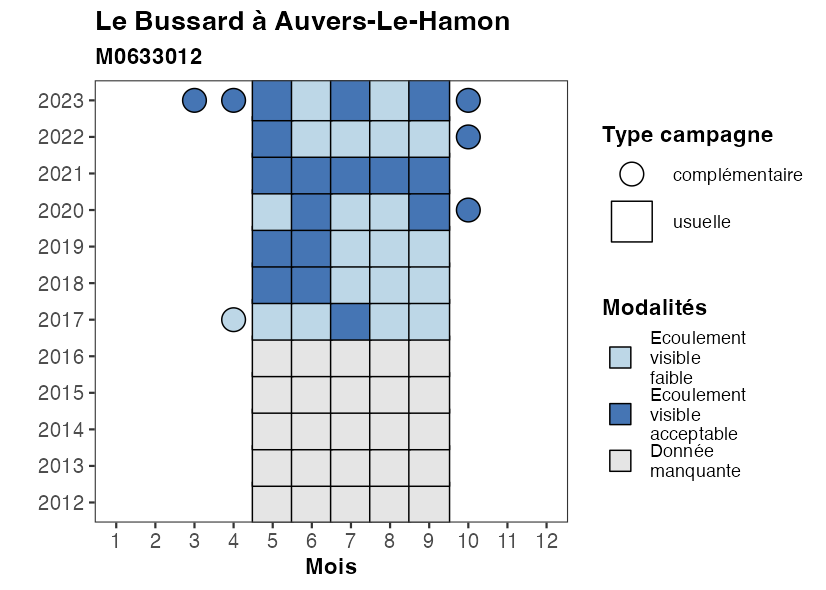 Le Bussard à Auvers-Le-Hamon
M0633012
2023
2022
2021
2020
2019
2018
2017
2016
2015
2014
2013
2012
1 2 3 4 5 6 7 8 9 10 11 12
Mois
Type campagne
complémentaire
usuelle
Modalités
Ecoulement
visible
faible
Ecoulement
visible
acceptable
Donnée
manquante